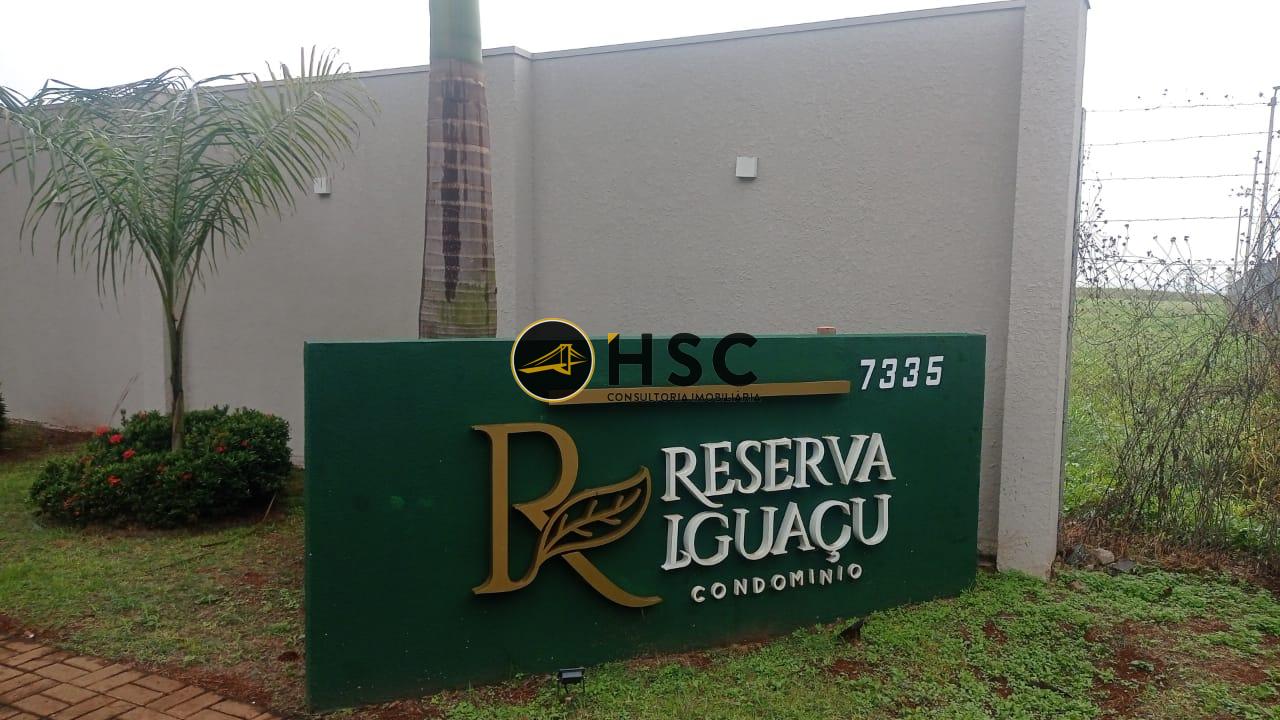 HSC
CONSULTORIA IMOBILIÁRIA
7335
R
RESERVA
IGUAÇU
CONDOMINIO